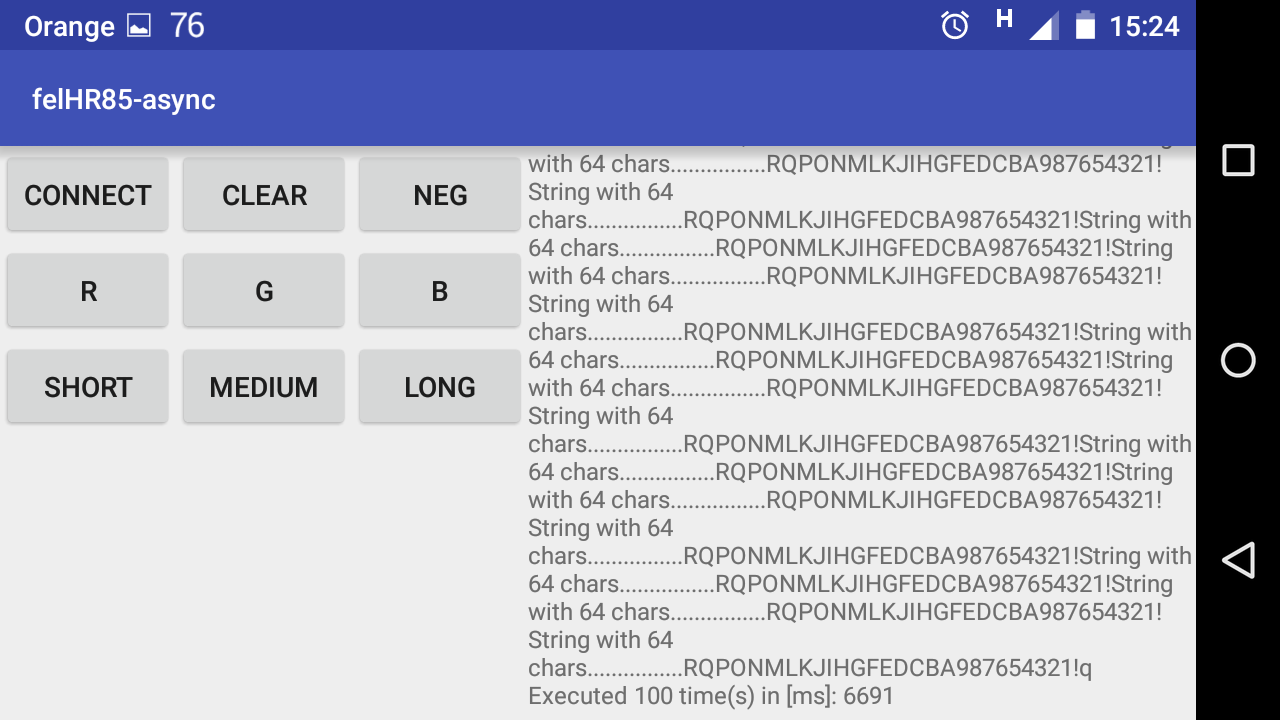 Orange 76 H 15:24
felHR85-async
CONNECT CLEAR NEG
R G B
SHORT MEDIUM LONG
with 64 chars................RQPONMLKJIHGFEDCBA987654321!
String with 64
chars................RQPONMLKJIHGFEDCBA987654321!String with
64 chars................RQPONMLKJIHGFEDCBA987654321!String
with 64 chars................RQPONMLKJIHGFEDCBA987654321!
String with 64
chars................RQPONMLKJIHGFEDCBA987654321!String with
64 chars................RQPONMLKJIHGFEDCBA987654321!String
with 64 chars................RQPONMLKJIHGFEDCBA987654321!
String with 64
chars................RQPONMLKJIHGFEDCBA987654321!String with
64 chars................RQPONMLKJIHGFEDCBA987654321!String
with 64 chars................RQPONMLKJIHGFEDCBA987654321!
String with 64
chars................RQPONMLKJIHGFEDCBA987654321!String with
64 chars................RQPONMLKJIHGFEDCBA987654321!String
with 64 chars................RQPONMLKJIHGFEDCBA987654321!
String with 64
chars................RQPONMLKJIHGFEDCBA987654321!q
Executed 100 time(s) in [ms]: 6691